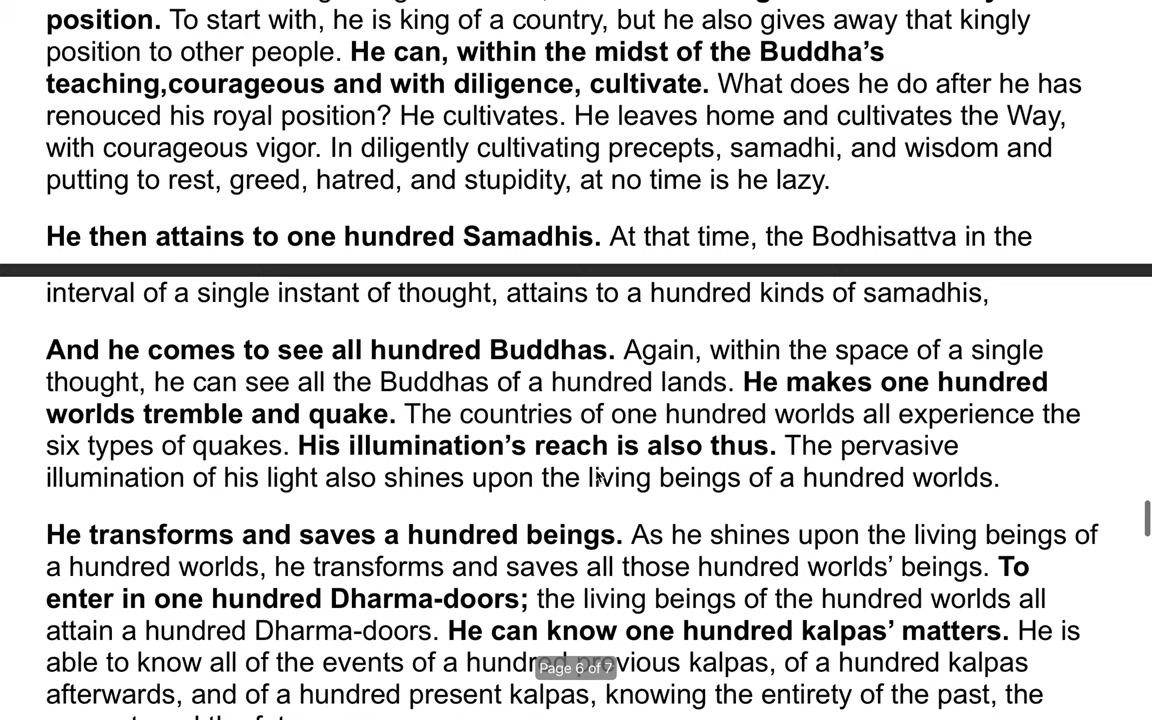 position. To start with, he is king of a country, but he also gives away that kingly
position to other people. He can, within the midst of the Buddha's
teaching,courageous and with diligence, cultivate. What does he do after he has
renouced his royal position? He cultivates. He leaves home and cultivates the Way,
with courageous vigor. In diligently cultivating precepts, samadhi, and wisdom and
putting to rest, greed, hatred, and stupidity, at no time is he lazy.
He then attains to one hundred Samadhis. At that time, the Bodhisattva in the
interval of a single instant of thought, attains to a hundred kinds of samadhis,
And he comes to see all hundred Buddhas. Again, within the space of a single
thought, he can see all the Buddhas of a hundred lands. He makes one hundred
worlds tremble and quake. The countries of one hundred worlds all experience the
six types of quakes. His illumination's reach is also thus. The pervasive
illumination of his light also shines upon the living beings of a hundred worlds.
He transforms and saves a hundred beings. As he shines upon the living beings of
a hundred worlds, he transforms and saves all those hundred worlds' beings. To
enter in one hundred Dharma-doors; the living beings of the hundred worlds all
attain a hundred Dharma-doors. He can know one hundred kalpas' matters. He is
able to know all of the events of a hundred previous kalpas, of a hundred kalpas
Page 6 of 7
afterwards, and of a hundred present kalpas, knowing the entirety of the past, the